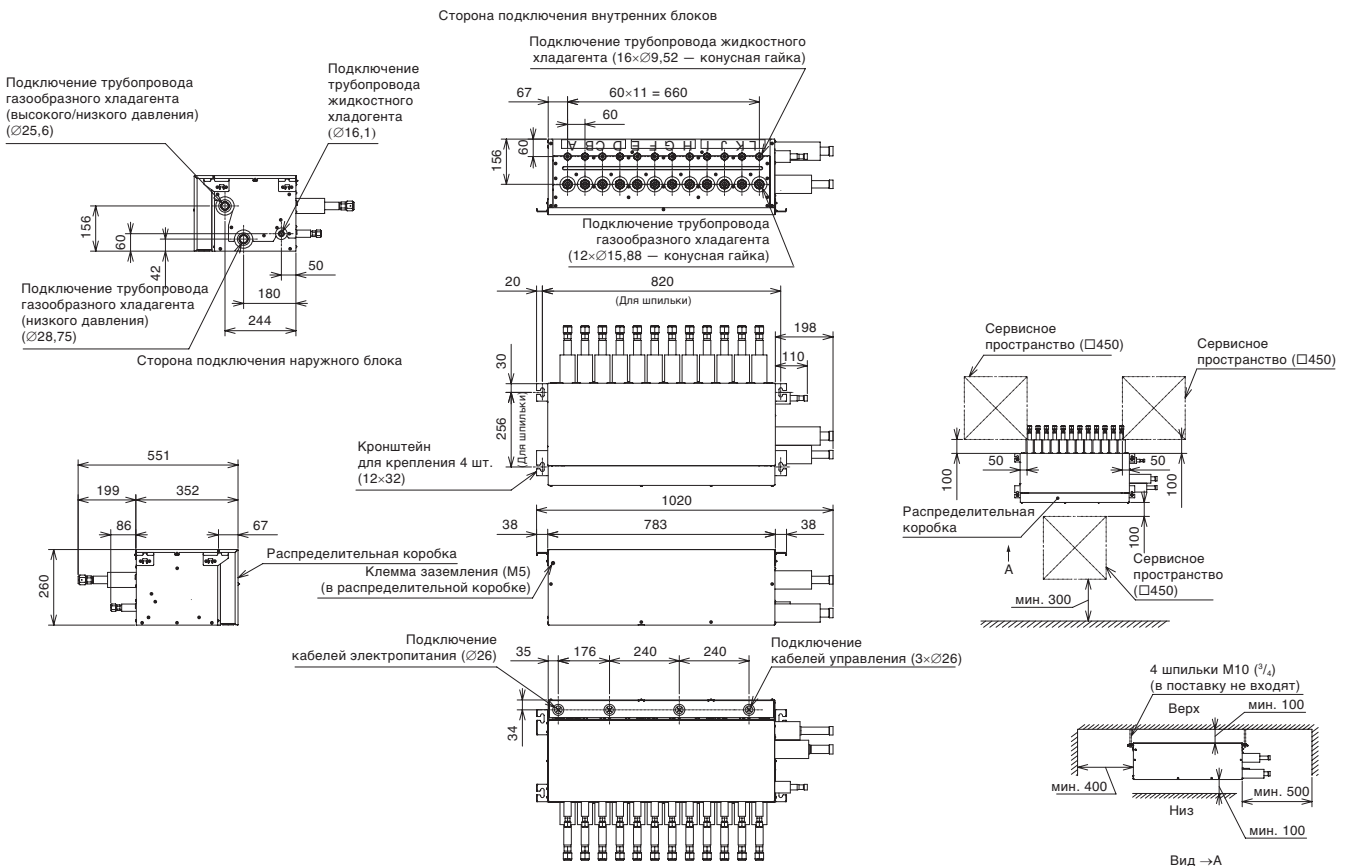 Сторона подключения внутренних блоков
Подключение трубопровода жидкостного
хладагента (16×∅9,52 — конусная гайка)
Подключение трубопровода
газообразного хладагента
(высокого/низкого давления)
(∅25,6)
Подключение
трубопровода
жидкостного
хладогента
(∅16,1)
67
60×11 = 660
60
156
60
A B C D E F G H I J K L
156
60
42
50
180
244
Подключение трубопровода
газообразного хладагента
(низкого давления)
(∅28,75)
Сторона подключения наружного блока
Подключение трубопровода
газообразного хладагента
(12×∅15,88 — конусная гайка)
20
820
(Для шпильки)
198
110
30
256
(Для шпильки)
Кронштейн
для крепления 4 шт.
(12×32)
Сервисное
пространство (□450)
Сервисное
пространство (□450)
100
50
50
100
Распределительная
коробка
100
A
Сервисное
пространство
(□450)
мин. 300
551
199
352
86
67
260
Распределительная коробка
1020
38
783
38
Клемма заземления (М5)
(в распределительной коробке)
Подключение
кабелей электропитания (∅26)
35
176
240
240
Подключение
кабелей управления (3×∅26)
34
4 шпильки М10 (³/₄)
(в поставку не входят)
Верх
мин. 100
мин. 400
мин. 500
Низ
мин. 100
Вид →А